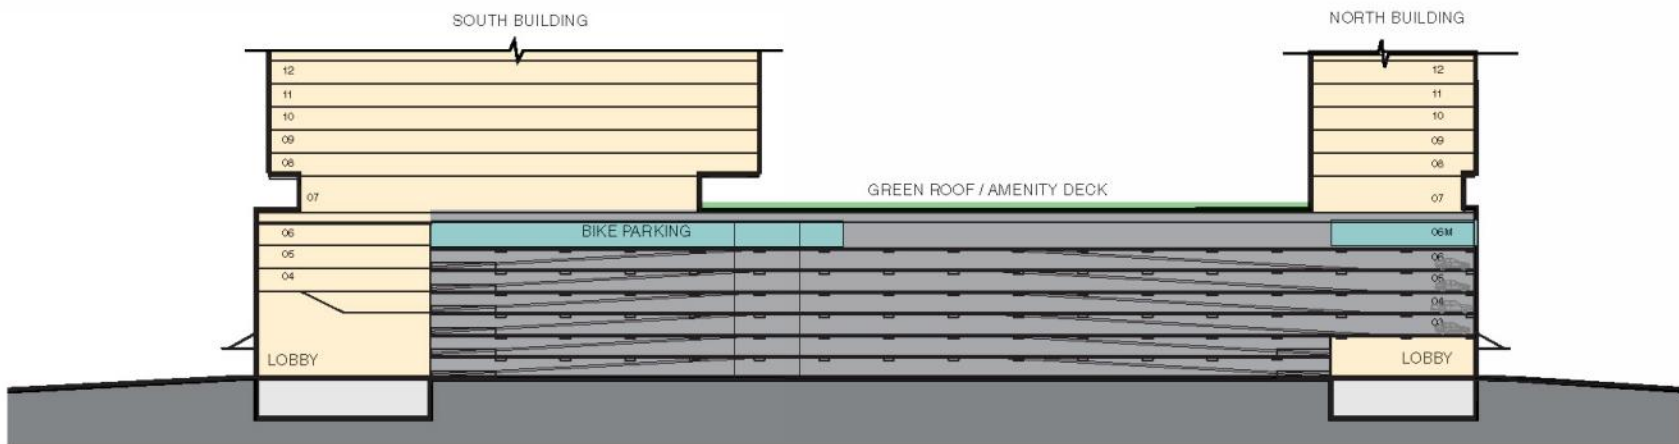 SOUTH BUILDING
NORTH BUILDING
12
12
11
11
10
10
09
09
08
08
GREEN ROOF / AMENITY DECK
07
07
06
BIKE PARKING
06M
05
06
04
05
04
03
LOBBY
LOBBY